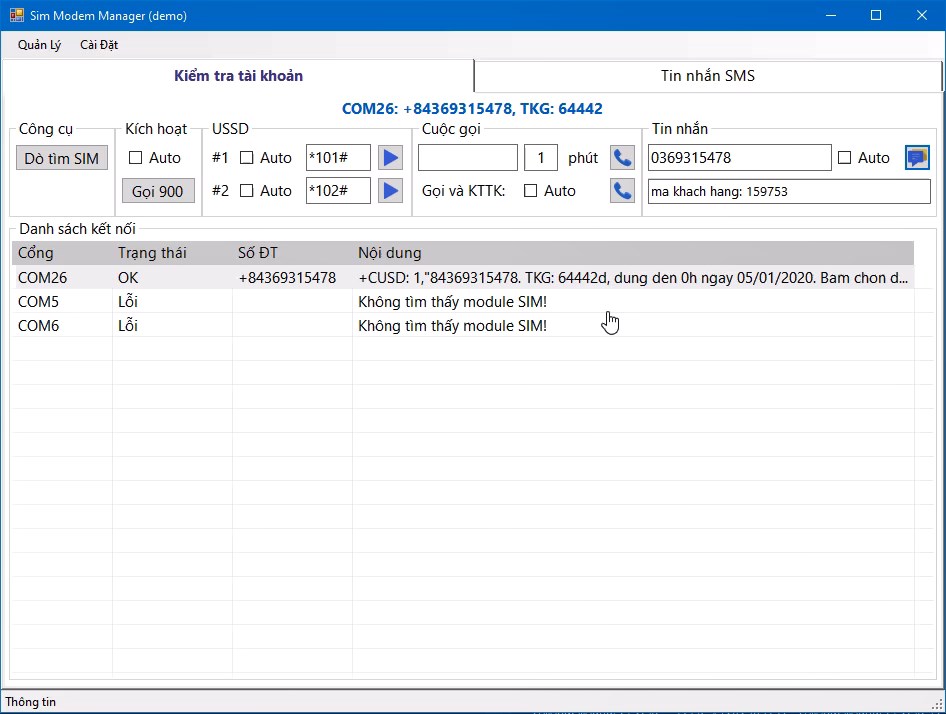 Sim Modem Manager (demo)
Quản Lý Cài Đặt
Kiểm tra tài khoản Tin nhắn SMS
COM26: +84369315478, TKG: 64442
Công cụ Kích hoạt USSD Cuộc gọi Tin nhắn
Dò tìm SIM Auto #1 Auto *101# 1 phút 0369315478 Auto
Gọi 900 #2 Auto *102# Gọi và KTTK: Auto ma khach hang: 159753
Danh sách kết nối
Cổng Trạng thái Số ĐT Nội dung
COM26 OK +84369315478 +CUSD: 1,"84369315478. TKG: 64442d, dung den 0h ngay 05/01/2020. Bam chon d...
COM5 Lỗi Không tìm thấy module SIM!
COM6 Lỗi Không tìm thấy module SIM!
Thông tin